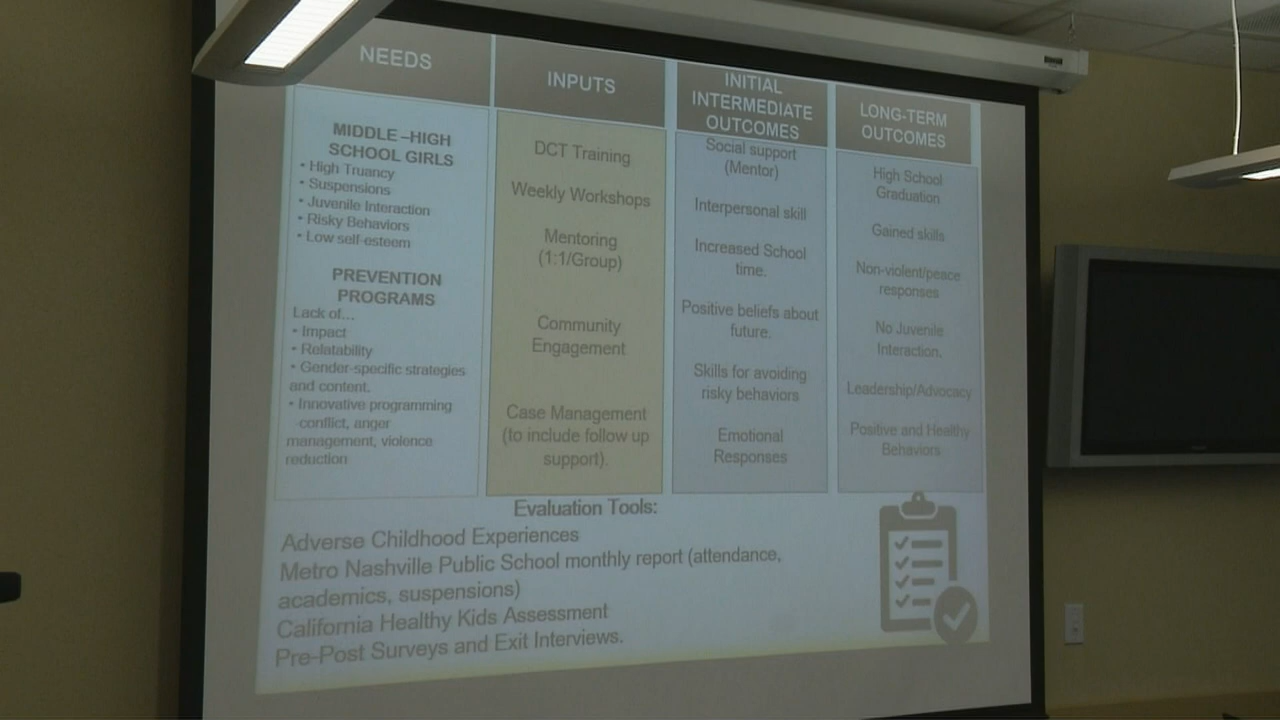 NEEDS
MIDDLE –HIGH
SCHOOL GIRLS
• High Truancy
• Suspensions
• Juvenile Interaction
• Risky Behaviors
• Low self-esteem
PREVENTION
PROGRAMS
Lack of...
• Impact
• Relatability
• Gender-specific strategies
and content.
• Innovative programming
conflict, anger
management, violence
reduction
INPUTS
DCT Training
Weekly Workshops
Mentoring
(1:1/Group)
Community
Engagement
Case Management
(to include follow up
support).
INITIAL
INTERMEDIATE
OUTCOMES
Social support
(Mentor)
Interpersonal skill
Increased School
time.
Positive beliefs about
future.
Skills for avoiding
risky behaviors
Emotional
Responses
LONG-TERM
OUTCOMES
High School
Graduation
Gained skills
Non-violent/peace
responses
No Juvenile
Interaction.
Leadership/Advocacy
Positive and Healthy
Behaviors
Evaluation Tools:
Adverse Childhood Experiences
Metro Nashville Public School monthly report (attendance,
academics, suspensions)
California Healthy Kids Assessment
Pre-Post Surveys and Exit Interviews.